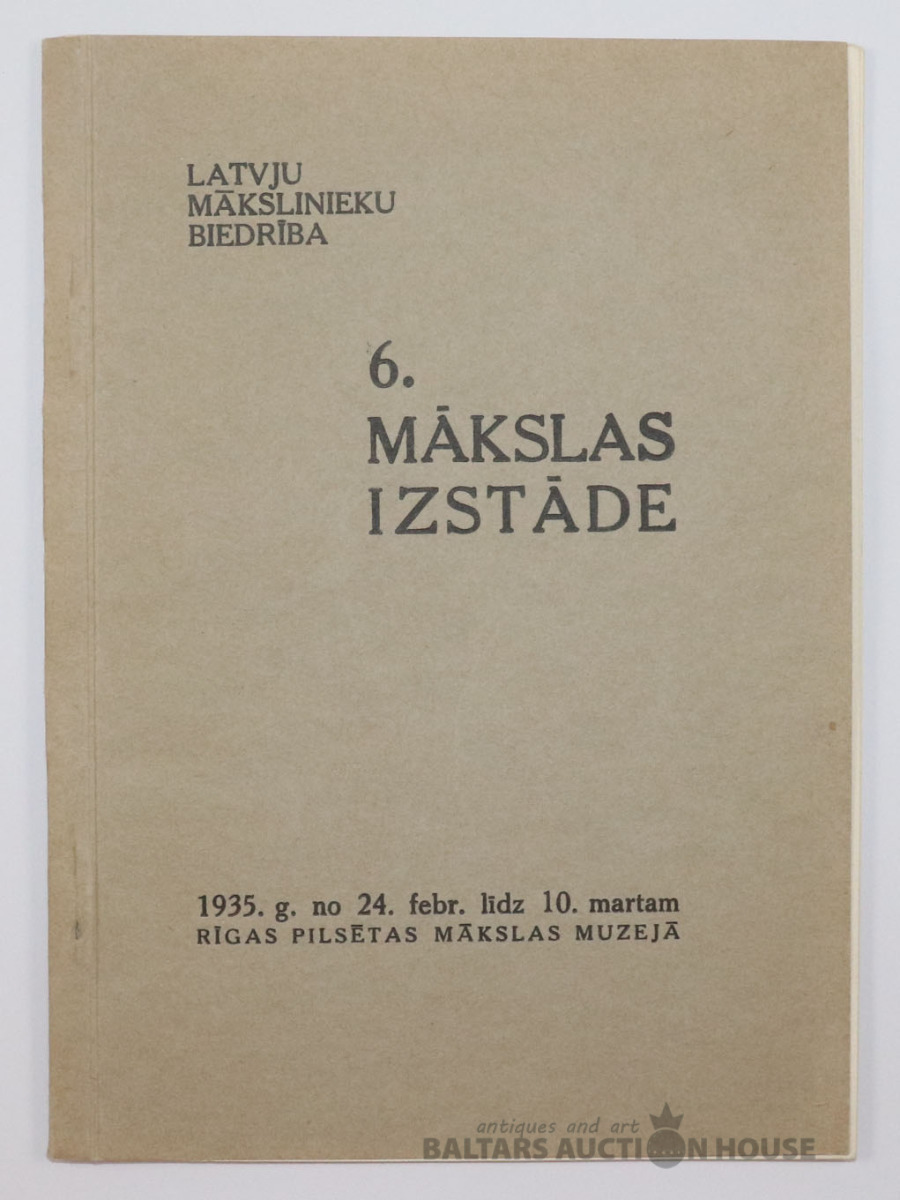 LATVJU
MĀKSLINIEKU
BIEDRĪBA
6.
MĀKSLAS
IZSTĀDE
1935. g. no 24. febr. līdz 10. martam
RĪGAS PILSĒTAS MĀKSLAS MUZEJĀ
antiques and art
BALTARS AUCTION HOUSE